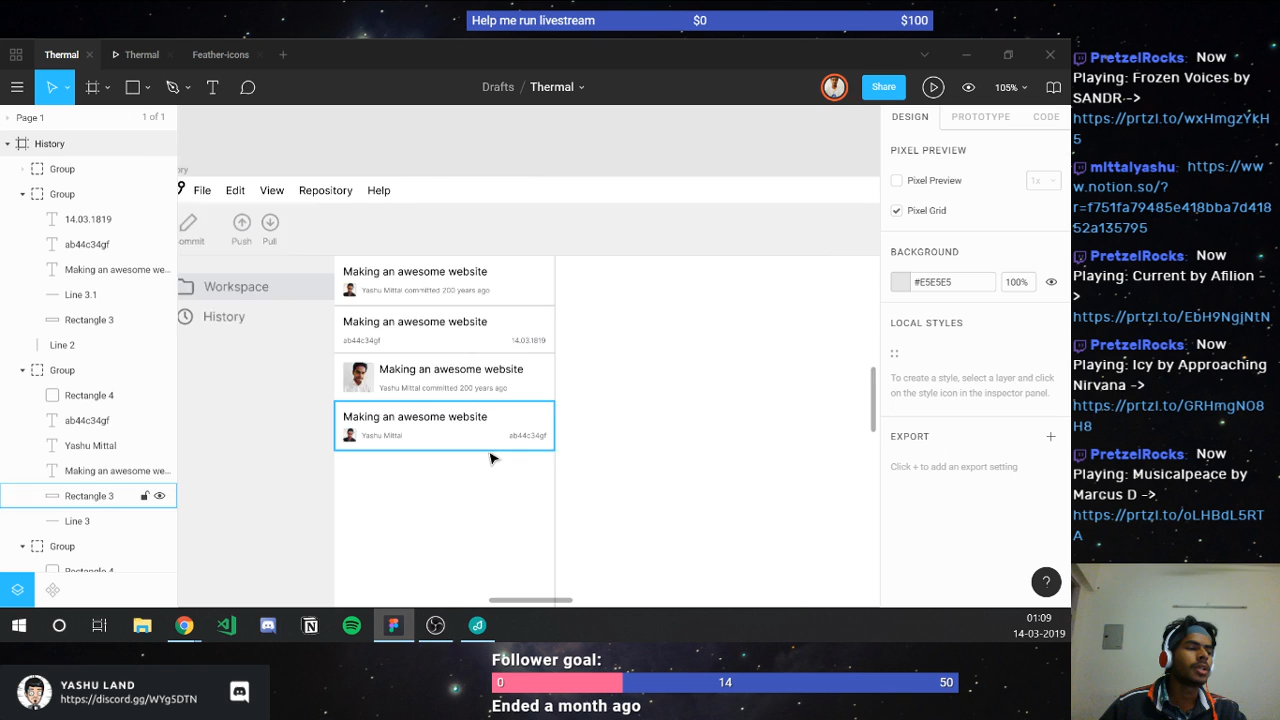 Help me run livestream $0 $100
Thermal
Thermal
Feather-icons
Drafts / Thermal
Share
105%
Page 1
1 of 1
History
Group
Group
14.03.1819
ab44c34gf
Making an awesome we...
Line 3.1
Rectangle 3
Line 2
Group
Rectangle 4
ab44c34gf
Yashu Mittal
Making an awesome we...
Rectangle 3
Line 3
Group
File Edit View Repository Help
Push
Pull
Workspace
History
Making an awesome website
Yashu Mittal committed 200 years ago
Making an awesome website
ab44c34gf 14.03.1819
Making an awesome website
Yashu Mittal committed 200 years ago
Making an awesome website
Yashu Mittal ab44c34gf
DESIGN PROTOTYPE CODE
PIXEL PREVIEW
Pixel Preview 1x
Pixel Grid
BACKGROUND
#E5E5E5 100%
LOCAL STYLES
To create a style, select a layer and click
on the style icon in the inspector panel.
EXPORT
Click + to add an export setting
?
01:09
14-03-2019
PretzelRocks: Now
Playing: Frozen Voices by
SANDR ->
https://prtzl.to/wxHmgzYkH
5
mittalyashu: https://ww
w.notion.so/?
r=f751fa79485e418bba7d418
52a135795
PretzelRocks: Now
Playing: Current by Afilion -
>
https://prtzl.to/EbH9NgjNtN
PretzelRocks: Now
Playing: Icy by Approaching
Nirvana ->
https://prtzl.to/GRHmgNO8
H8
PretzelRocks: Now
Playing: Musicalpeace by
Marcus D ->
https://prtzl.to/oLHBdL5RT
A
YASHU LAND
https://discord.gg/WYg5DTN
Follower goal:
0 14 50
Ended a month ago